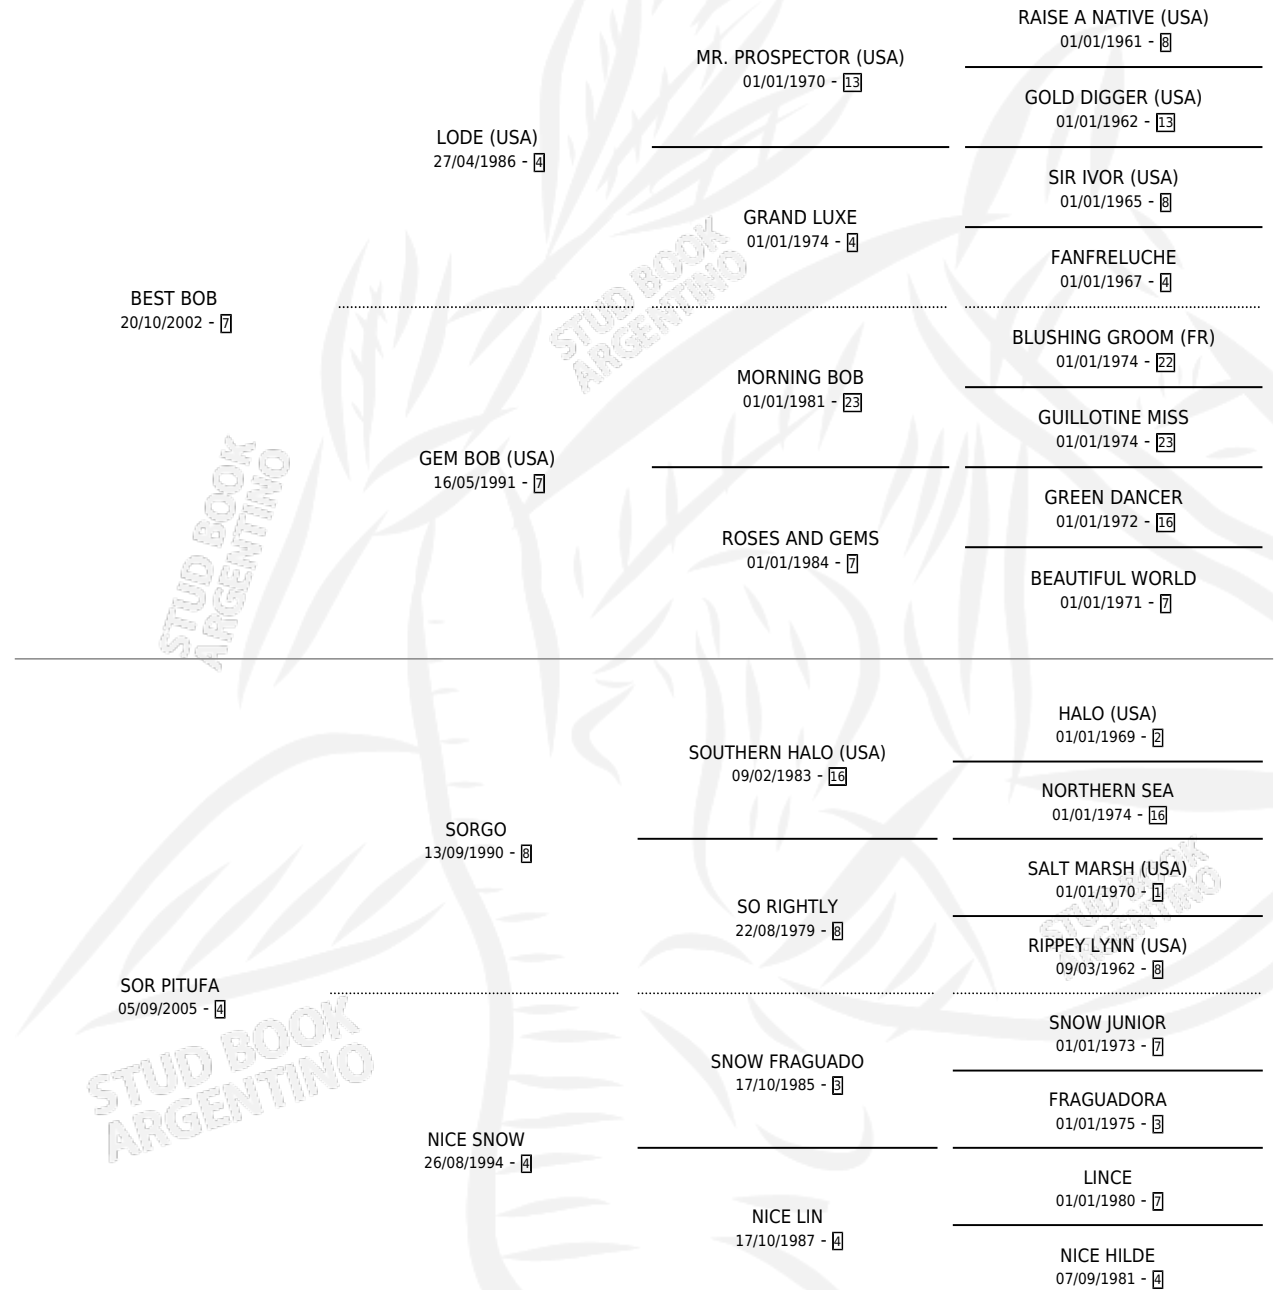 RAISE A NATIVE (USA)
01/01/1961 - 8
MR. PROSPECTOR (USA)
01/01/1970 - 13
GOLD DIGGER (USA)
01/01/1962 - 13
LODE (USA)
27/04/1986 - 4
SIR IVOR (USA)
01/01/1965 - 8
GRAND LUXE
01/01/1974 - 4
FANFRELUCHE
01/01/1967 - 4
BEST BOB
20/10/2002 - 7
STUD BOOK
ARGENTINO
BLUSHING GROOM (FR)
01/01/1974 - 22
MORNING BOB
01/01/1981 - 23
GUILLOTINE MISS
01/01/1974 - 23
GEM BOB (USA)
16/05/1991 - 7
STUD BOOK
ARGENTINO
GREEN DANCER
01/01/1972 - 16
ROSES AND GEMS
01/01/1984 - 7
BEAUTIFUL WORLD
01/01/1971 - 7
HALO (USA)
01/01/1969 - 2
SOUTHERN HALO (USA)
09/02/1983 - 16
NORTHERN SEA
01/01/1974 - 16
SORGO
13/09/1990 - 8
SALT MARSH (USA)
01/01/1970 - 1
STUD BOOK
ARGENTINO
SO RIGHTLY
22/08/1979 - 8
RIPPEY LYNN (USA)
09/03/1962 - 8
SOR PITUFA
05/09/2005 - 4
STUD BOOK
ARGENTINO
SNOW JUNIOR
01/01/1973 - 7
SNOW FRAGUADO
17/10/1985 - 3
FRAGUADORA
01/01/1975 - 3
NICE SNOW
26/08/1994 - 4
LINCE
01/01/1980 - 7
NICE LIN
17/10/1987 - 4
NICE HILDE
07/09/1981 - 4